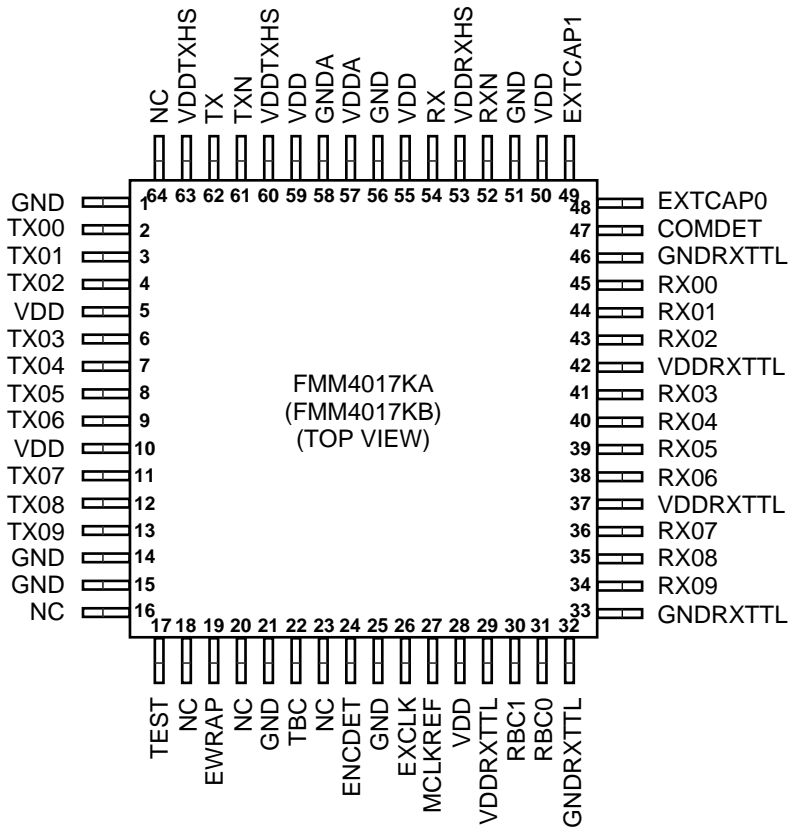 NC
VDDTXHS
TX
TXN
VDDTXHS
VDD
GNDA
VDDA
GND
VDD
RX
VDDRXHS
RXN
GND
VDD
EXTCAP1
64 63 62 61 60 59 58 57 56 55 54 53 52 51 50 49
GND 1
TX00 2
TX01 3
TX02 4
VDD 5
TX03 6
TX04 7
TX05 8
TX06 9
VDD 10
TX07 11
TX08 12
TX09 13
GND 14
GND 15
NC 16
FMM4017KA
(FMM4017KB)
(TOP VIEW)
48 EXTCAP0
47 COMDET
46 GNDRXTTL
45 RX00
44 RX01
43 RX02
42 VDDRXTTL
41 RX03
40 RX04
39 RX05
38 RX06
37 VDDRXTTL
36 RX07
35 RX08
34 RX09
33 GNDRXTTL
17 18 19 20 21 22 23 24 25 26 27 28 29 30 31 32
TEST
NC
EWRAP
NC
GND
TBC
NC
ENCDET
GND
EXCLK
MCLKREF
VDD
VDDRXTTL
RBC1
RBC0
GNDRXTTL